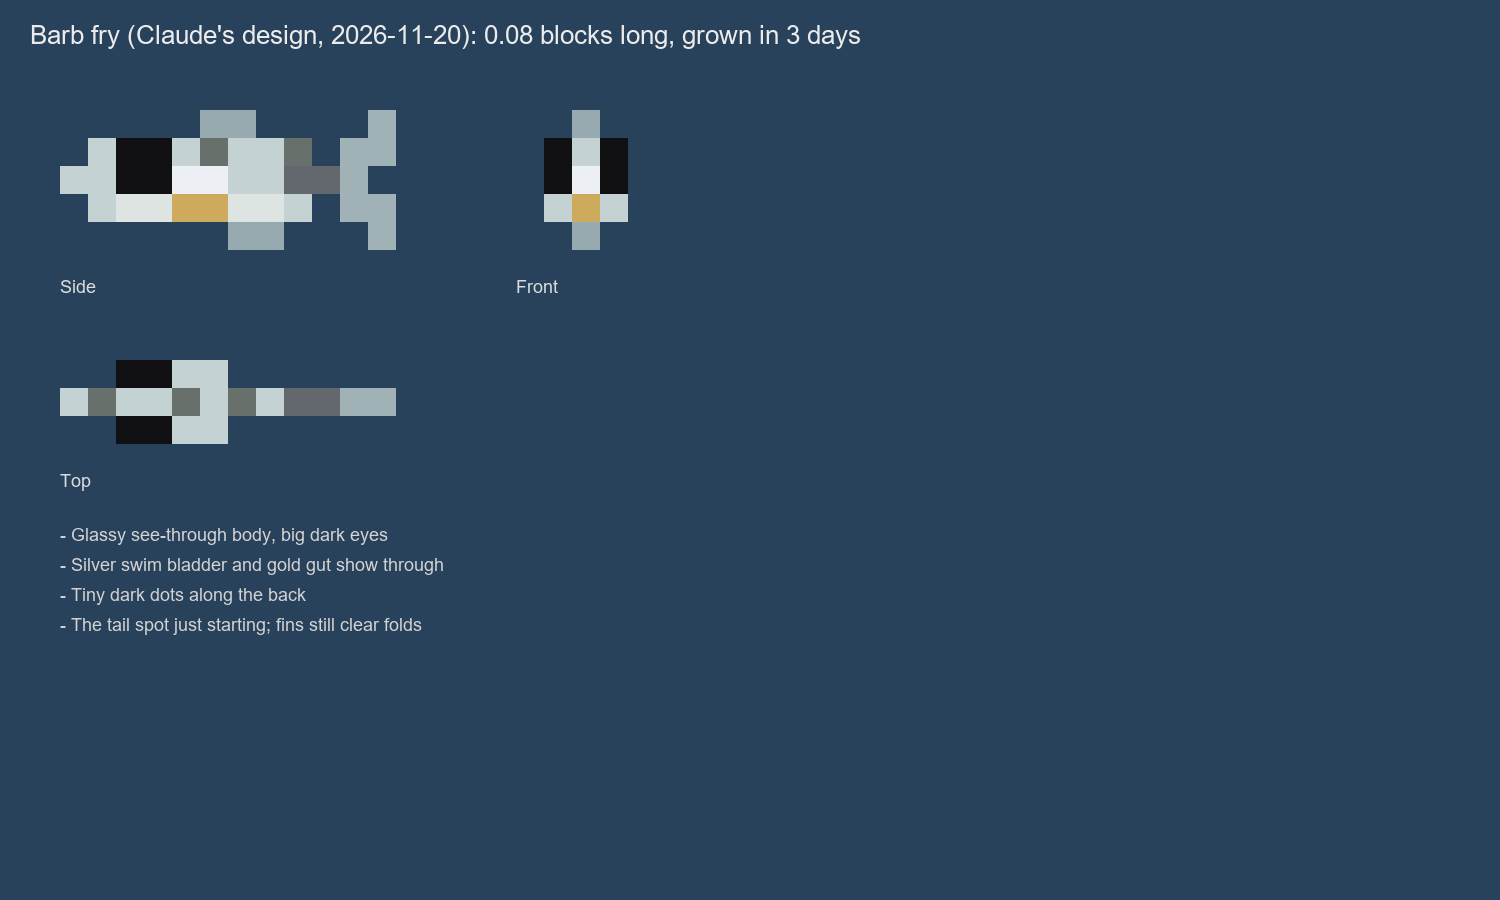 Barb fry (Claude's design, 2026-11-20): 0.08 blocks long, grown in 3 days
Side
Front
Top
- Glassy see-through body, big dark eyes
- Silver swim bladder and gold gut show through
- Tiny dark dots along the back
- The tail spot just starting; fins still clear folds